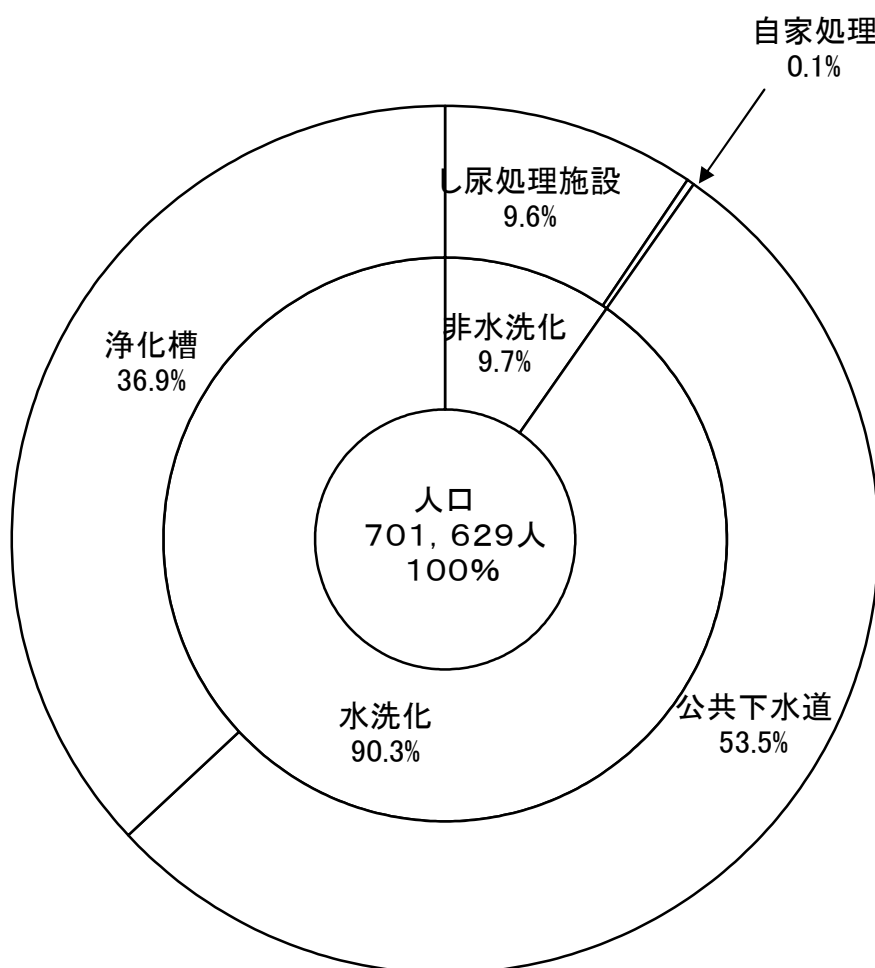 自家処理
0.1%
し尿処理施設
9.6%
非水洗化
9.7%
浄化槽
36.9%
人口
701,629人
100%
水洗化
90.3%
公共下水道
53.5%